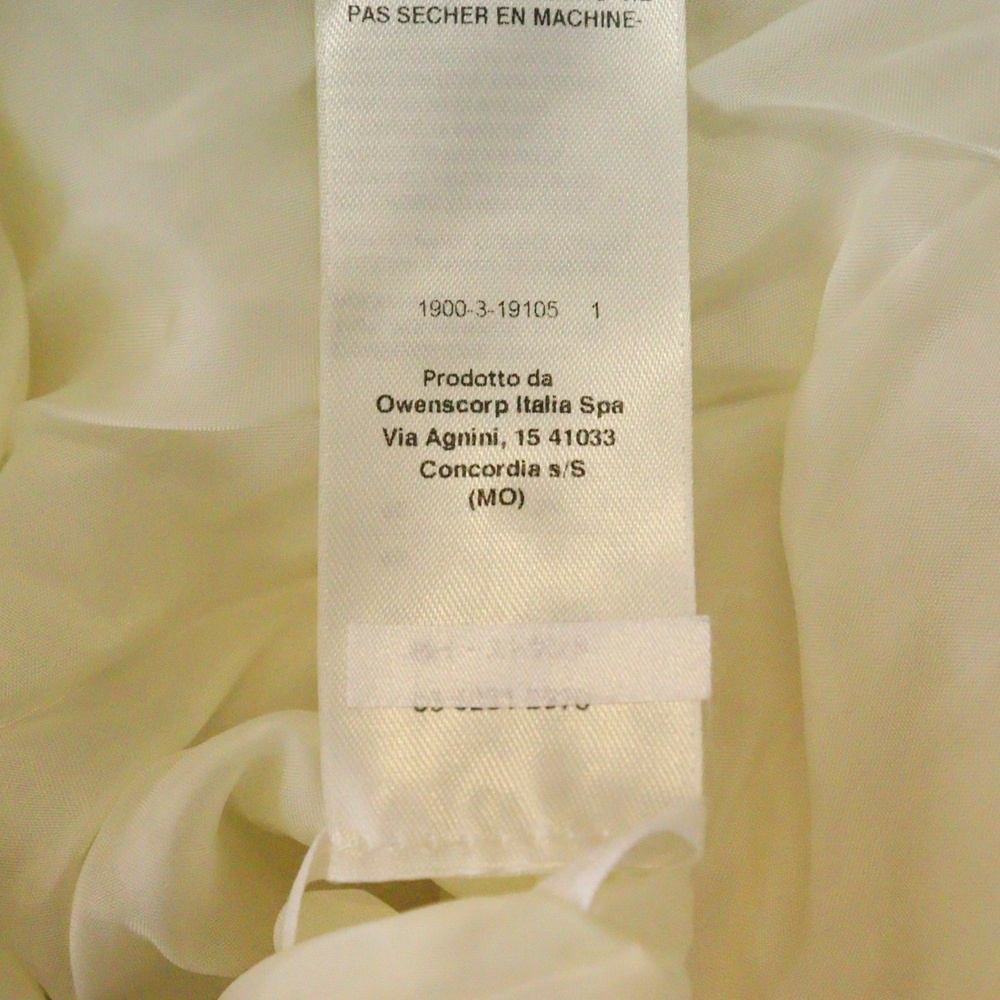 PAS SECHER EN MACHINE-
1900-3-19105 1
Prodotto da
Owenscorp Italia Spa
Via Agnini, 15 41033
Concordia s/S
(MO)